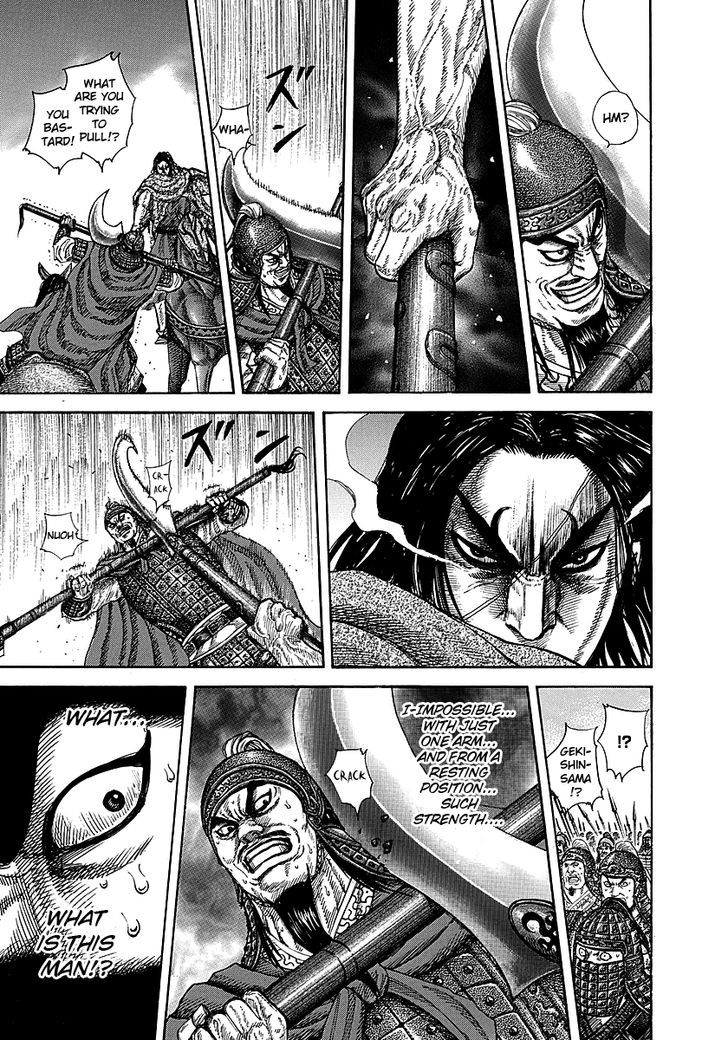 HM?
ズン
WHA-
WHAT
ARE YOU
TRYING
TO
PULL!?
YOU
BAS-
TARD!
ズン
CR-
ACK
NUOH
!?
GEKI-
SHIN-
SAMA
!?
I-IMPOSSIBLE...
WITH JUST
ONE ARM...
AND FROM A
RESTING
POSITION...
SUCH
STRENGTH....
CRACK
WHAT...
WHAT
IS THIS
MAN!?